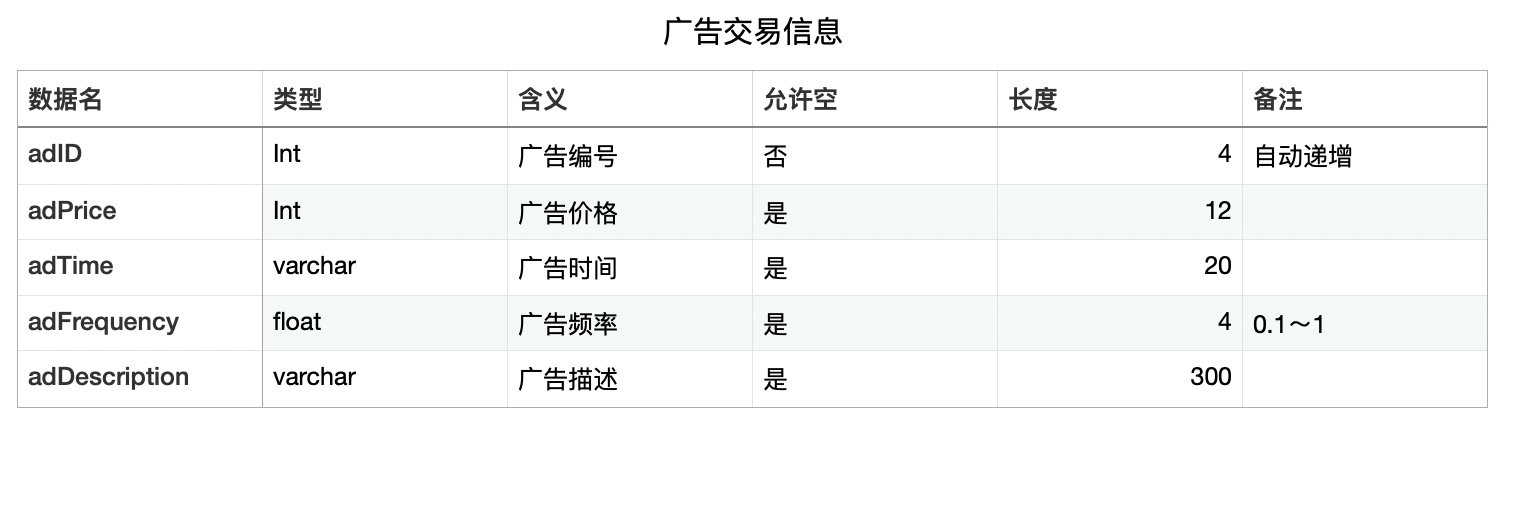 广告交易信息
数据名 类型 含义 允许空 长度 备注
adID Int 广告编号 否 4 自动递增
adPrice Int 广告价格 是 12
adTime varchar 广告时间 是 20
adFrequency float 广告频率 是 4 0.1～1
adDescription varchar 广告描述 是 300